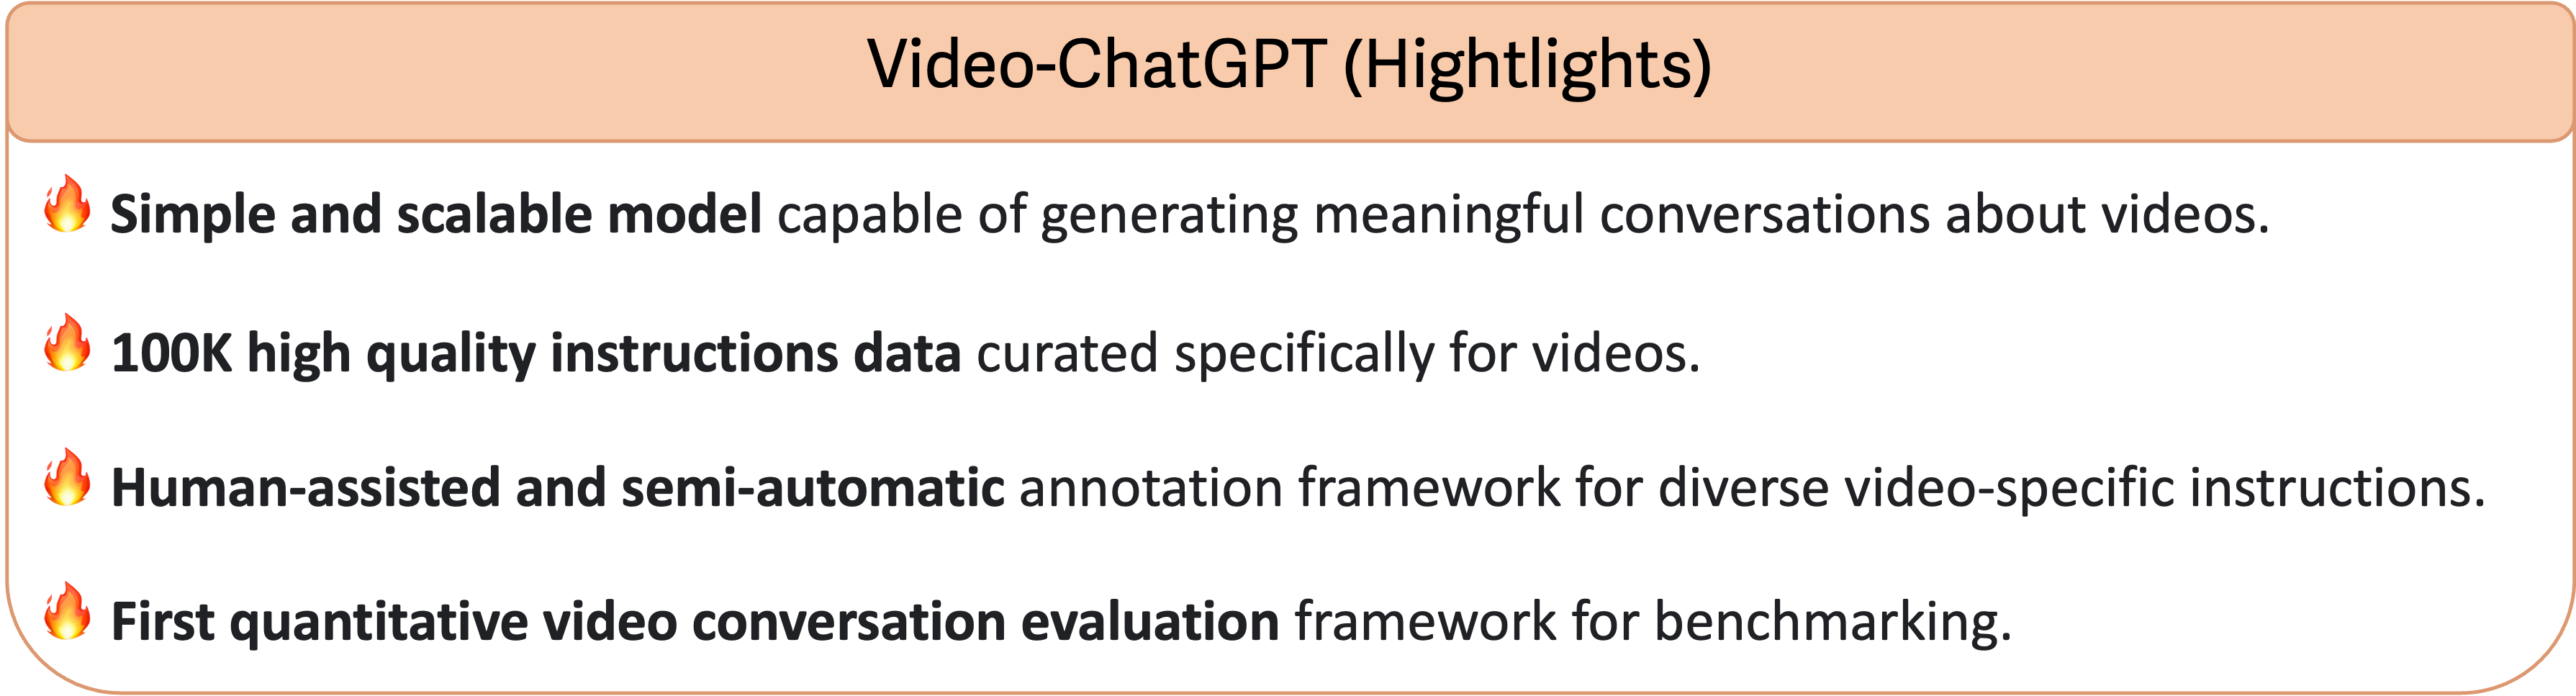 Video-ChatGPT (Hightlights)
Simple and scalable model capable of generating meaningful conversations about videos.
100K high quality instructions data curated specifically for videos.
Human-assisted and semi-automatic annotation framework for diverse video-specific instructions.
First quantitative video conversation evaluation framework for benchmarking.